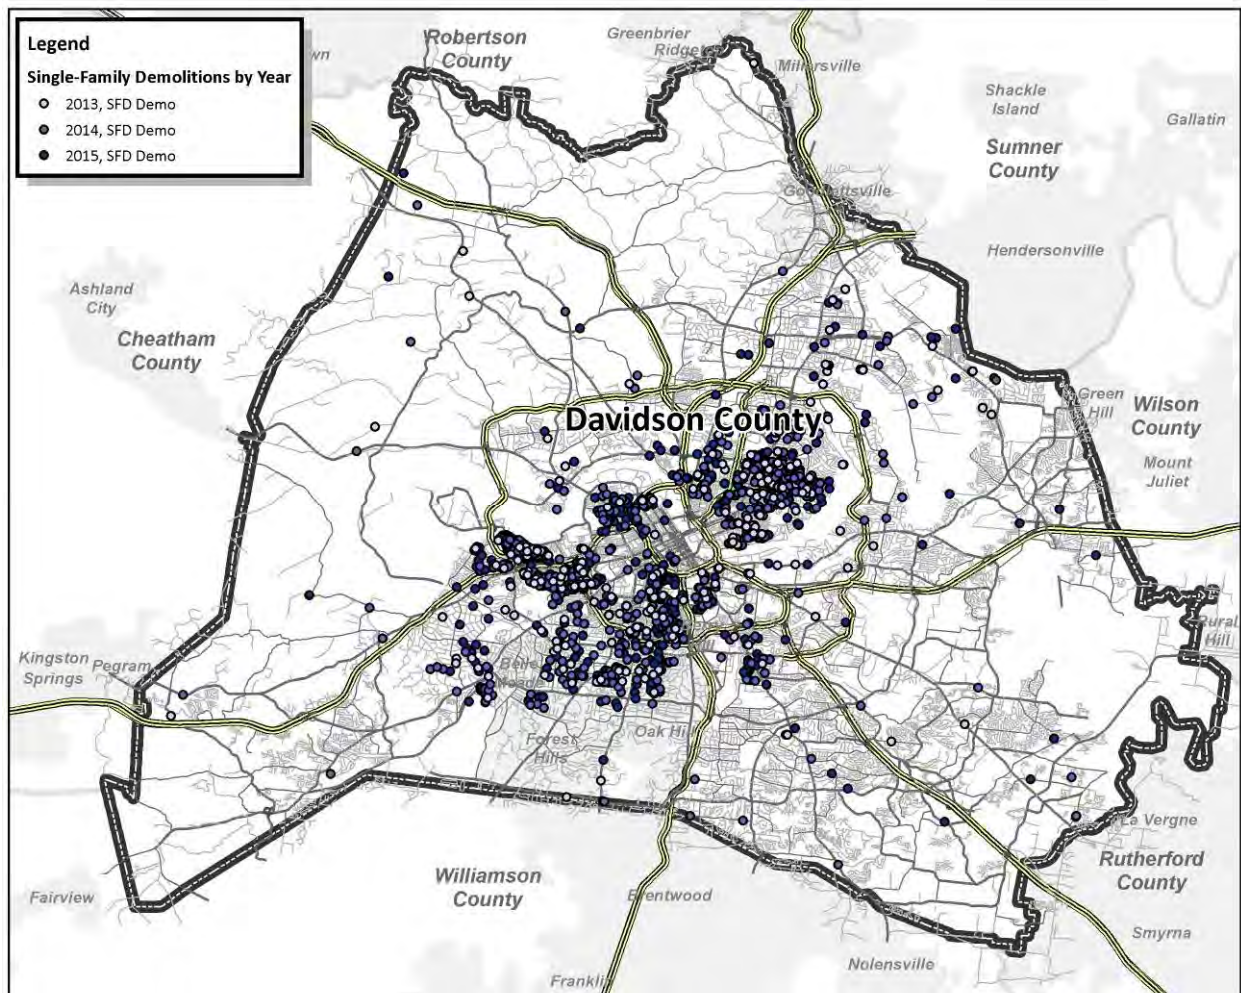 Legend
Single-Family Demolitions by Year
2013, SFD Demo
2014, SFD Demo
2015, SFD Demo
Robertson
County
Greenbrier
Millersville
Shackle
Island
Gallatin
Sumner
County
Goodlettsville
Hendersonville
Ashland
City
Cheatham
County
Davidson County
Green
Hill
Wilson
County
Mount
Juliet
Rural
Hill
Kingston
Springs
Pegram
Belle
Meade
Forest
Hills
Oak Hill
La Vergne
Rutherford
County
Williamson
County
Fairview
Brentwood
Smyrna
Nolensville
Franklin